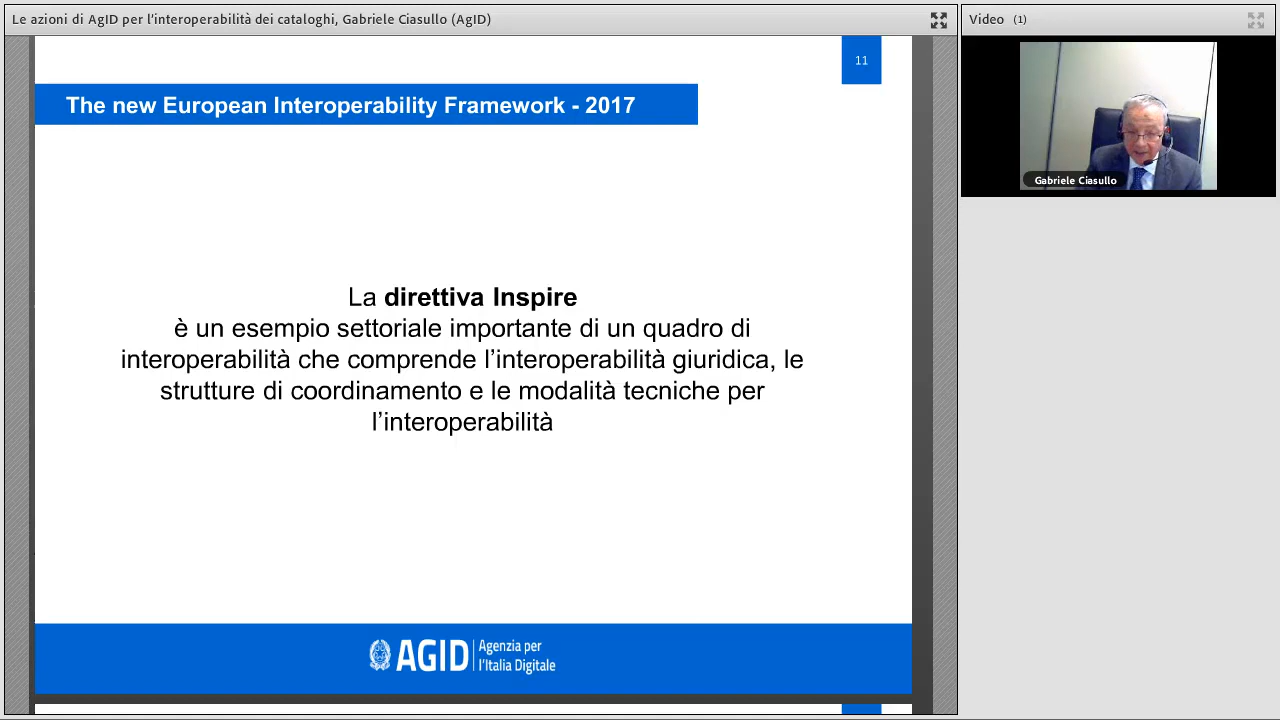 Le azioni di AgID per l'interoperabilità dei cataloghi, Gabriele Ciasullo (AgID)
Video (1)
11
The new European Interoperability Framework - 2017
Gabriele Ciasullo
La direttiva Inspire
è un esempio settoriale importante di un quadro di
interoperabilità che comprende l’interoperabilità giuridica, le
strutture di coordinamento e le modalità tecniche per
l’interoperabilità
AGID
Agenzia per
l’Italia Digitale